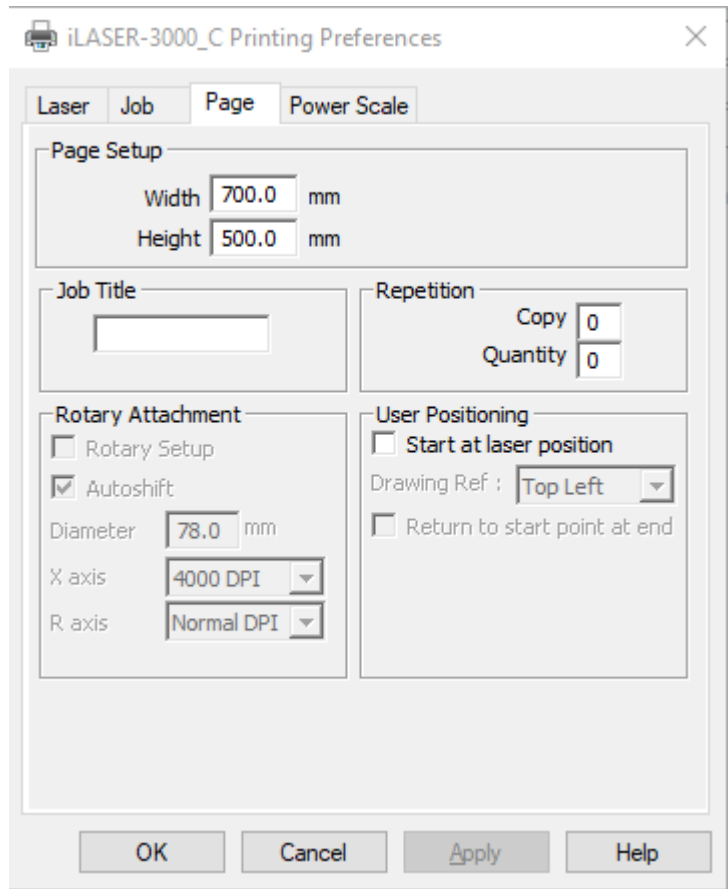 iLASER-3000_C Printing Preferences
Laser Job Page Power Scale
Page Setup
Width 700.0 mm
Height 500.0 mm
Job Title
Repetition
Copy 0
Quantity 0
Rotary Attachment
Rotary Setup
Autoshift
Diameter 78.0 mm
X axis 4000 DPI
R axis Normal DPI
User Positioning
Start at laser position
Drawing Ref : Top Left
Return to start point at end
OK Cancel Apply Help